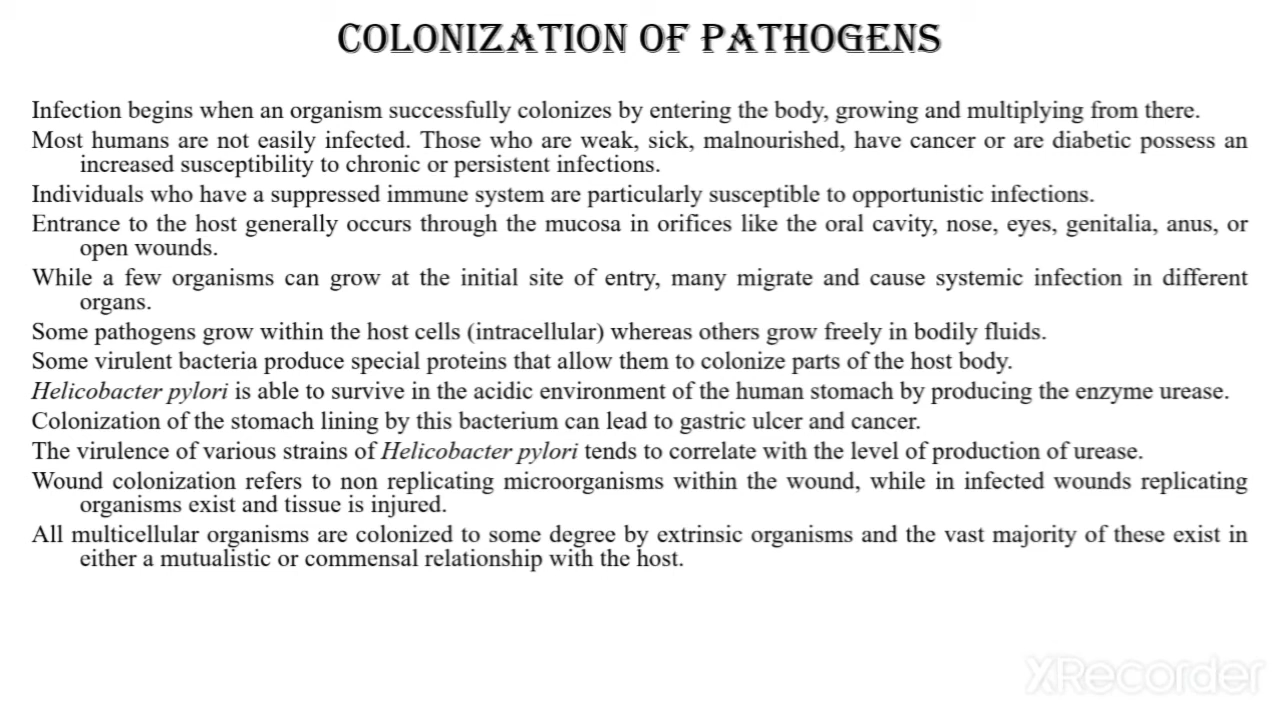 COLONIZATION OF PATHOGENS
Infection begins when an organism successfully colonizes by entering the body, growing and multiplying from there.
Most humans are not easily infected. Those who are weak, sick, malnourished, have cancer or are diabetic possess an
increased susceptibility to chronic or persistent infections.
Individuals who have a suppressed immune system are particularly susceptible to opportunistic infections.
Entrance to the host generally occurs through the mucosa in orifices like the oral cavity, nose, eyes, genitalia, anus, or
open wounds.
While a few organisms can grow at the initial site of entry, many migrate and cause systemic infection in different
organs.
Some pathogens grow within the host cells (intracellular) whereas others grow freely in bodily fluids.
Some virulent bacteria produce special proteins that allow them to colonize parts of the host body.
Helicobacter pylori is able to survive in the acidic environment of the human stomach by producing the enzyme urease.
Colonization of the stomach lining by this bacterium can lead to gastric ulcer and cancer.
The virulence of various strains of Helicobacter pylori tends to correlate with the level of production of urease.
Wound colonization refers to non replicating microorganisms within the wound, while in infected wounds replicating
organisms exist and tissue is injured.
All multicellular organisms are colonized to some degree by extrinsic organisms and the vast majority of these exist in
either a mutualistic or commensal relationship with the host.
XRecorder